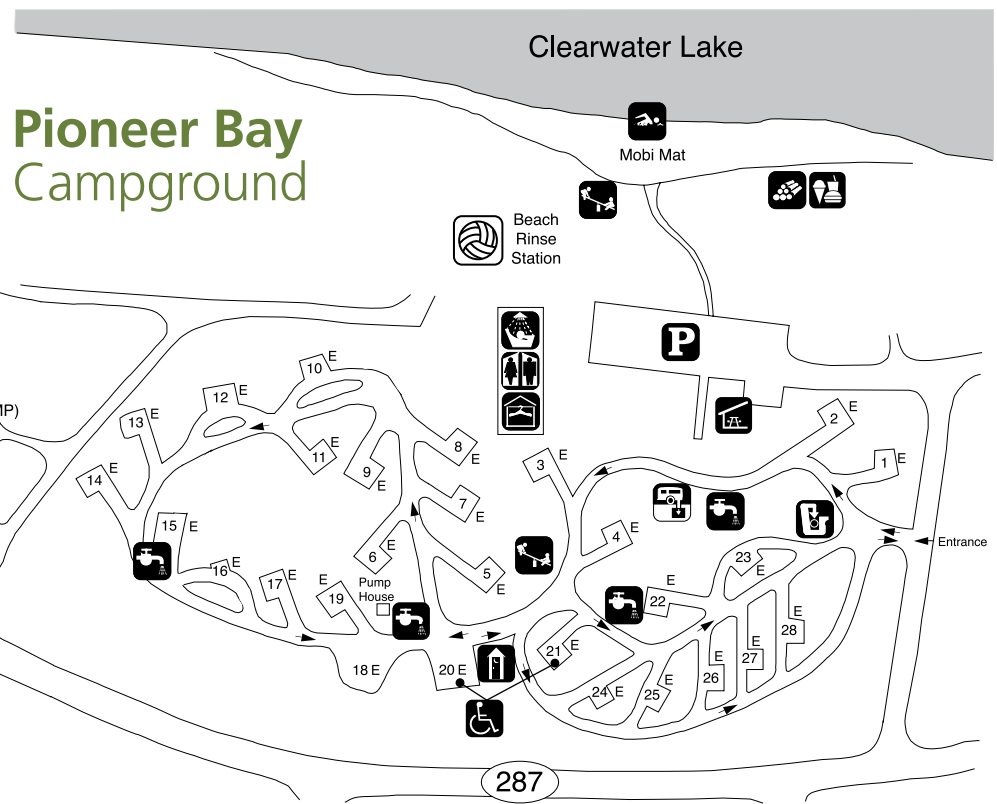 Clearwater Lake
Pioneer Bay
Campground
Mobi Mat
Beach
Rinse
Station
P
10 E
12 E
MP)
13 E
2 E
11 E
8 E
9 E
3 E
1 E
14 E
7 E
15 E
4 E
Entrance
6 E
23 E
16 E
5 E
17 E
Pump
House
19 E
22 E
28 E
21 E
27 E
18 E
20 E
26 E
24 E
25 E
287